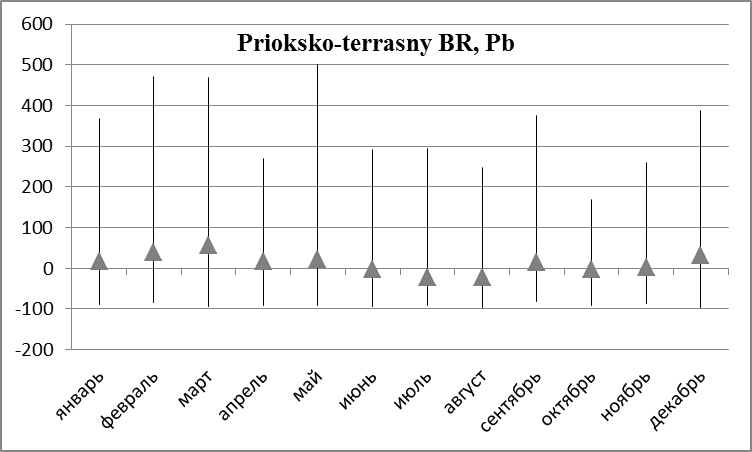 Prioksko-terrasny BR, Pb
600
500
400
300
200
100
0
-100
-200
январь
февраль
март
апрель
май
июнь
июль
август
сентябрь
октябрь
ноябрь
декабрь